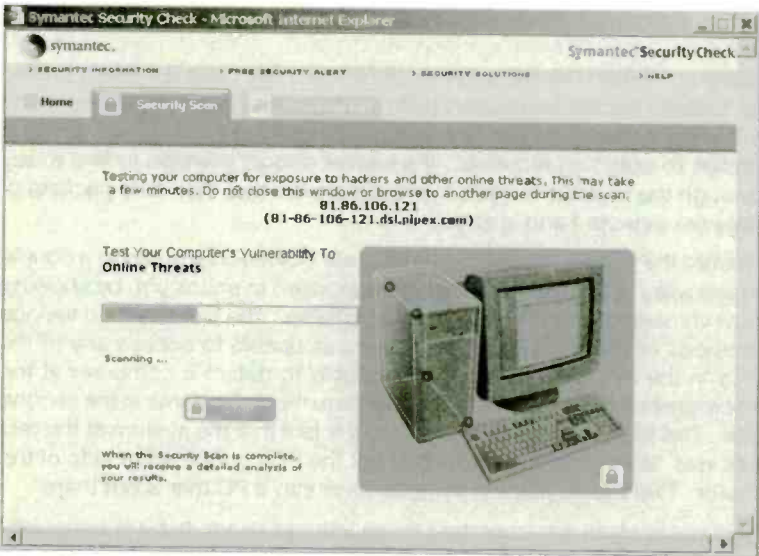 Symantec Security Check - Microsoft Internet Explorer
symantec.
Symantec Security Check
> SECURITY INFORMATION > FREE SECURITY ALERT > SECURITY SOLUTIONS > HELP
Home Security Scan
Testing your computer for exposure to hackers and other online threats. This may take
a few minutes. Do not close this window or browse to another page during the scan.
81.86.106.121
(81-86-106-121.dsl.pipex.com)
Test Your Computer's Vulnerability To
Online Threats
Scanning ...
When the Security Scan is complete,
you will receive a detailed analysis of
your results.